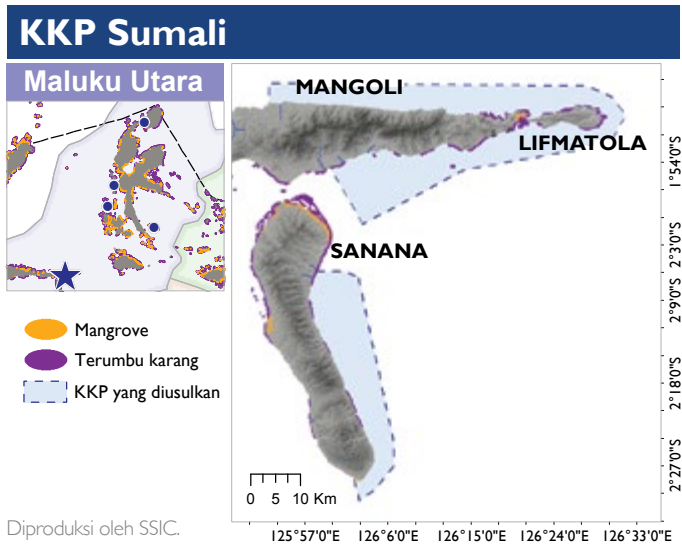 KKP Sumali
Maluku Utara
MANGOLI
LIFMATOLA
SANANA
Mangrove
Terumbu karang
KKP yang diusulkan
0 5 10 Km
Diproduksi oleh SSIC.
1°54'0"S
2°3'0"S
2°9'0"S
2°18'0"S
2°27'0"S
125°57'0"E 126°6'0"E 126°15'0"E 126°24'0"E 126°33'0"E